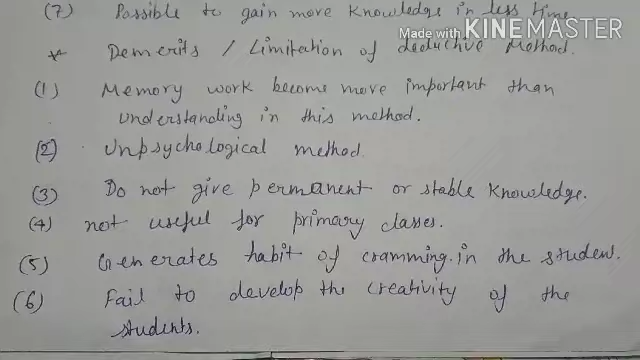 (7) Possible to gain more knowledge in less time
Made with KINEMASTER
* Demerits / Limitation of deductive Method.
(1) Memory work become more important than
understanding in this method.
(2) Unpsychological method
(3) Do not give permanent or stable knowledge.
(4) not useful for primary classes.
(5) Generates habit of cramming in the student.
(6) Fail to develop the creativity of the
students.